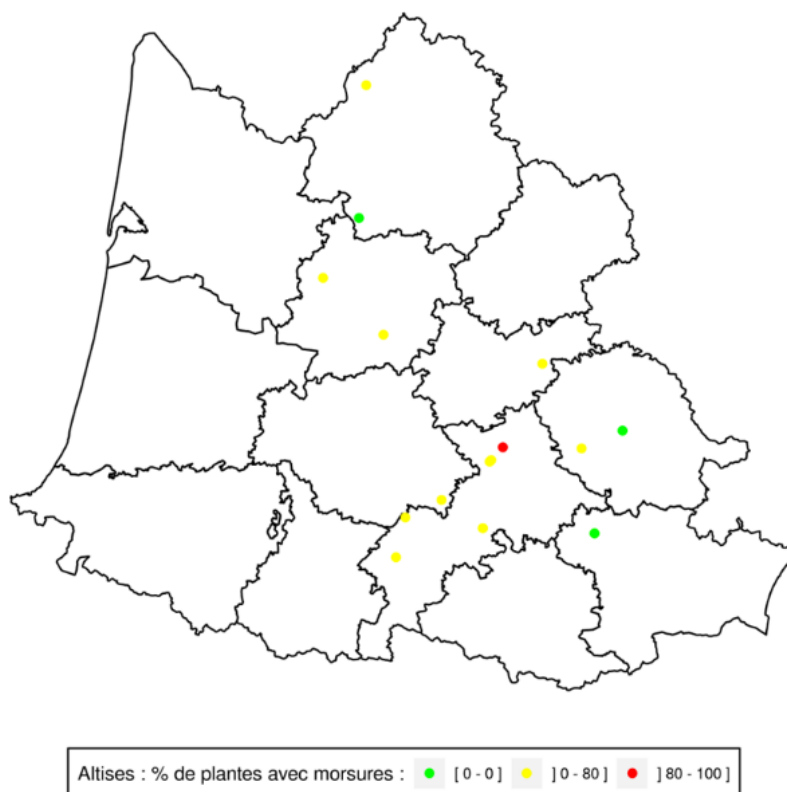 Altises : % de plantes avec morsures : [ 0 - 0 ] ] 0 - 80 ] ] 80 - 100 ]